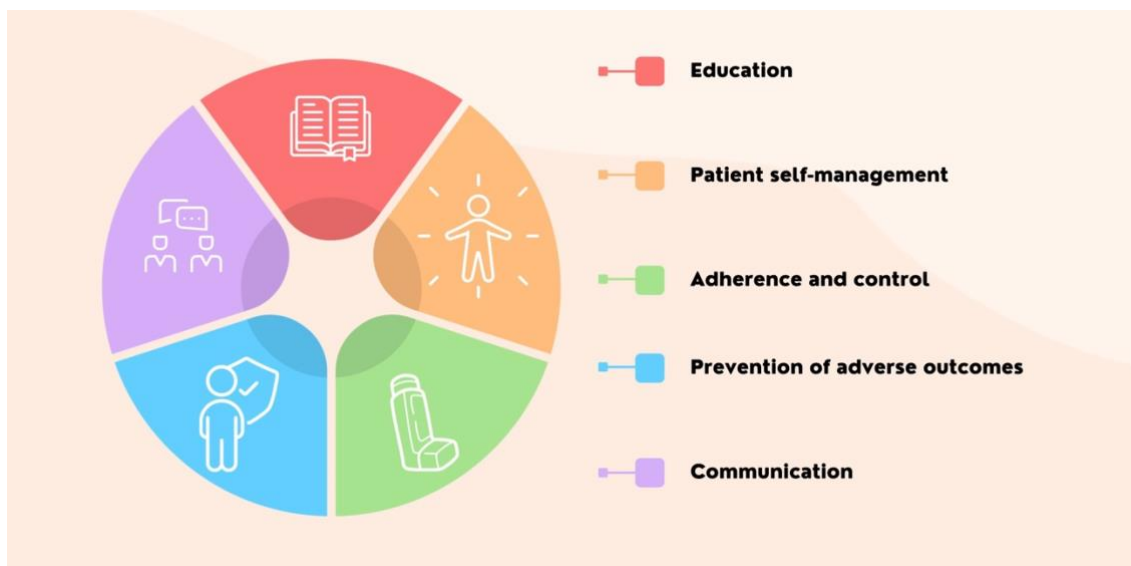 Education
Patient self-management
Adherence and control
Prevention of adverse outcomes
Communication